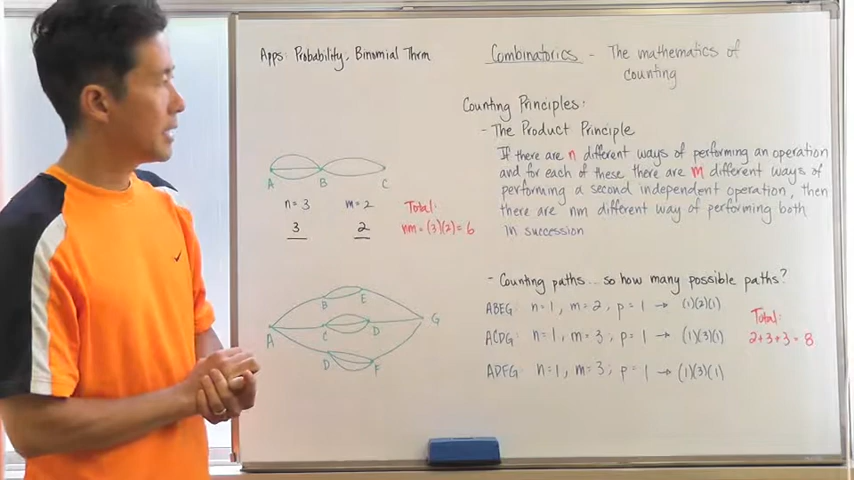 Apps: Probability, Binomial Thrm
Combinatorics - The mathematics of
counting
Counting Principles:
- The Product Principle
If there are n different ways of performing an operation
and for each of these there are m different ways of
performing a second independent operation, then
there are nm different way of performing both
in succession
A B C
n = 3 m = 2
3 2
Total:
nm = (3)(2) = 6
- Counting paths... so how many possible paths?
ABEG: n = 1, m = 2, p = 1 → (1)(2)(1)
ACDG: n = 1, m = 3; p = 1 → (1)(3)(1)
ADFG: n = 1, m = 3; p = 1 → (1)(3)(1)
Total:
2+3+3 = 8
B E
A C D G
D F